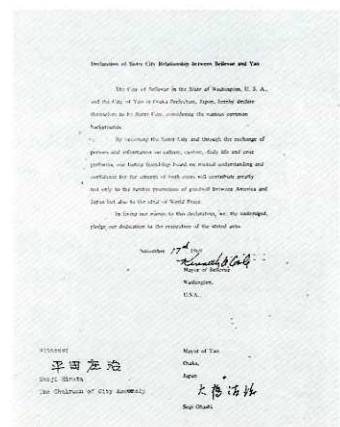 Declaration of Sister City Relationship between Bellevue and Yao
The City of Bellevue in the State of Washington, U. S. A.,
and the City of Yao in Osaka Prefecture, Japan, hereby declare
themselves to be Sister City, considering the various common
backgrounds.
By becoming the Sister City and through the exchange of
persons and informations on culture, custom, daily life and civic
problems, our lasting friendship based on mutual understanding and
confidence for the citizens of both cities will contribute greatly
not only to the further promotion of goodwill between America and
Japan but also to the ideal of World Peace.
In living our names to this declaration, we, the undersigned,
pledge our dedication to the execution of the stated aims.
November 17th 1969
Kenneth A. Cole
Mayor of Bellevue
Washington,
U.S.A.,
Witness:
平田庄治
Shoji Hirata
The Chairman of City Assembly
Mayor of Yao
Osaka,
Japan
大橋
Ohashi